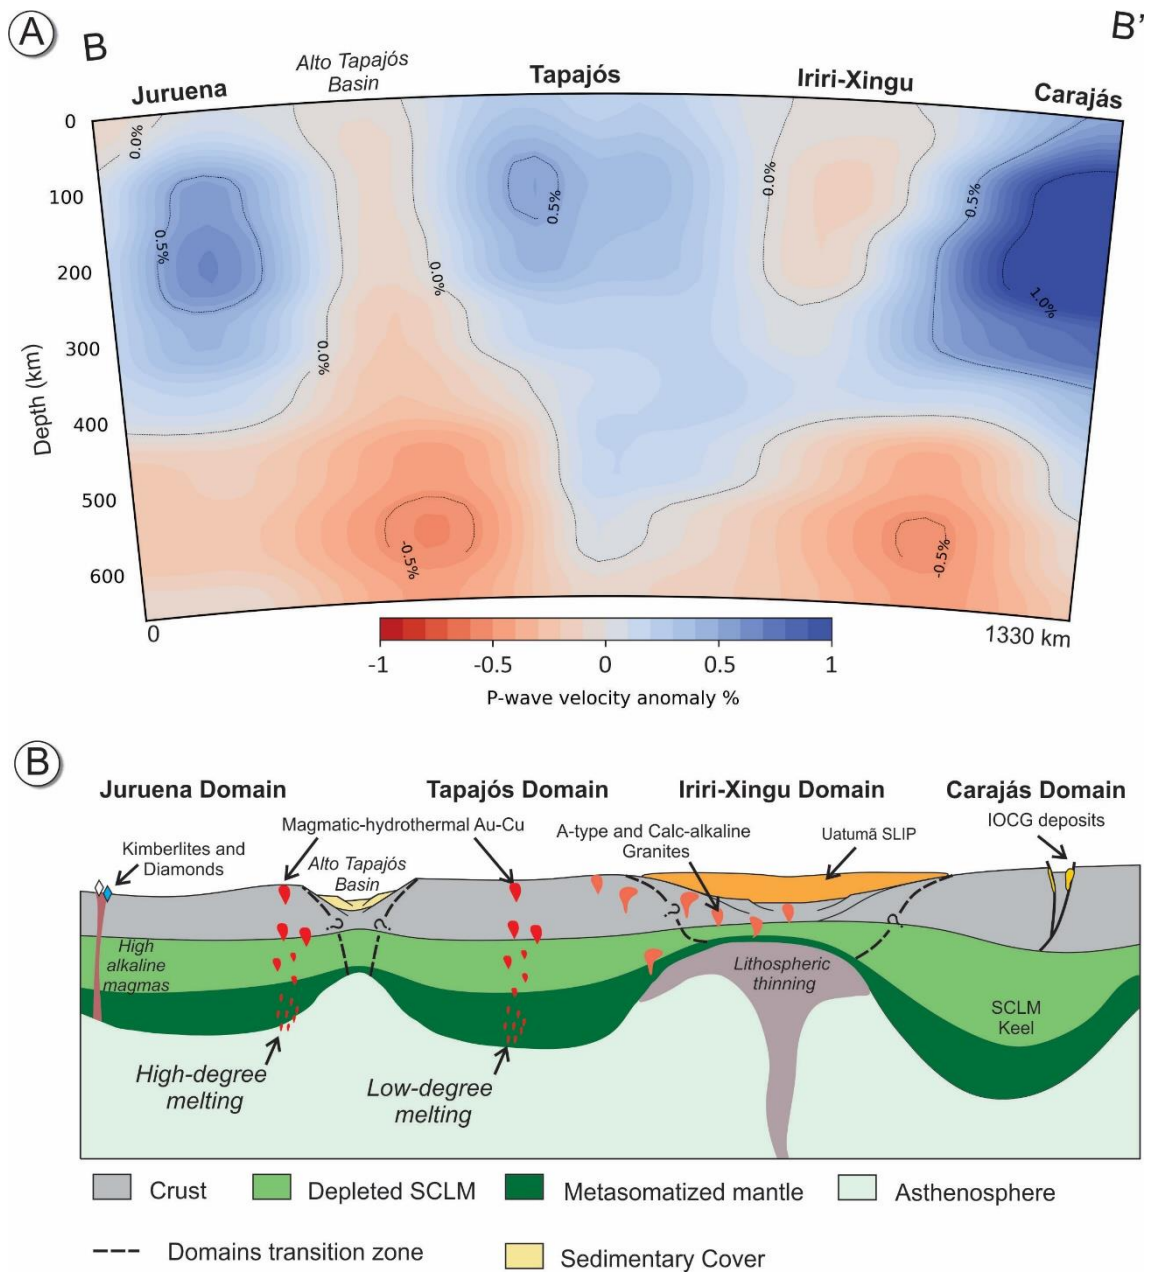 A
B
B’
Juruena
Alto Tapajós
Basin
Tapajós
Iriri-Xingu
Carajás
0
100
200
300
400
500
600
Depth (km)
0.0%
0.5%
0.0%
0.0%
0.5%
0.0%
0.5%
1.0%
-0.5%
-0.5%
0
1330 km
-1
-0.5
0
0.5
1
P-wave velocity anomaly %
B
Juruena Domain
Tapajós Domain
Iriri-Xingu Domain
Carajás Domain
Kimberlites and
Diamonds
Magmatic-hydrothermal Au-Cu
Alto Tapajós
Basin
A-type and Calc-alkaline
Granites
Uatumã SLIP
IOCG deposits
High
alkaline
magmas
?
?
?
?
Lithospheric
thinning
SCLM
Keel
High-degree
melting
Low-degree
melting
Crust
Depleted SCLM
Metasomatized mantle
Asthenosphere
Domains transition zone
Sedimentary Cover